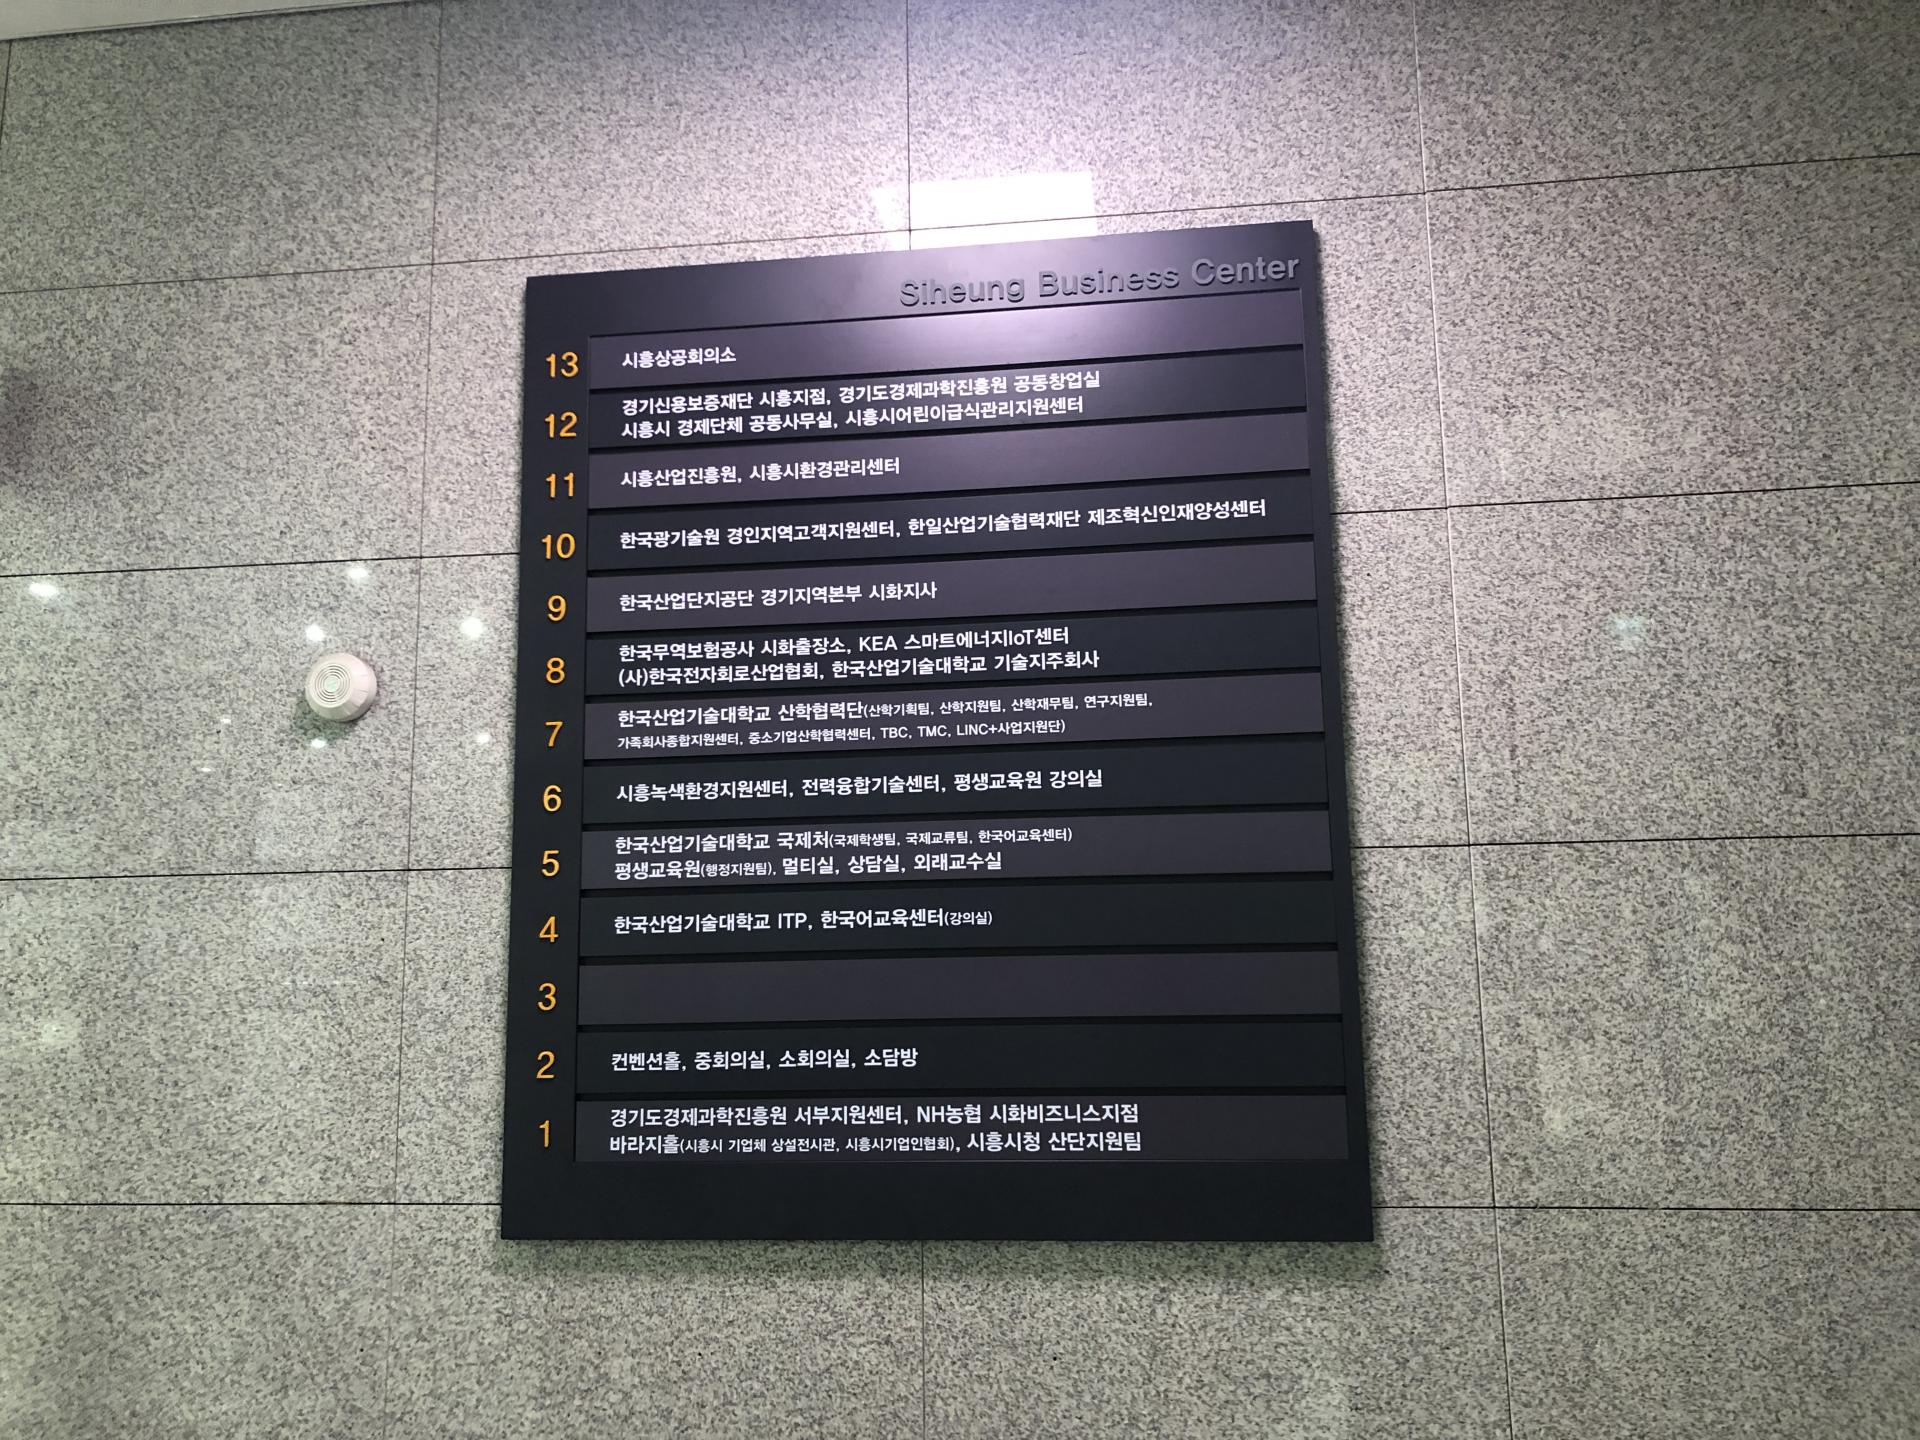 Siheung Business Center
13 시흥상공회의소
12 경기신용보증재단 시흥지점, 경기도경제과학진흥원 공동창업실
시흥시 경제단체 공동사무실, 시흥시어린이급식관리지원센터
11 시흥산업진흥원, 시흥시환경관리센터
10 한국광기술원 경인지역고객지원센터, 한일산업기술협력재단 제조혁신인재양성센터
9 한국산업단지공단 경기지역본부 시화지사
8 한국무역보험공사 시화출장소, KEA 스마트에너지IoT센터
(사)한국전자회로산업협회, 한국산업기술대학교 기술지주회사
7 한국산업기술대학교 산학협력단(산학기획팀, 산학지원팀, 산학재무팀, 연구지원팀,
가족회사종합지원센터, 중소기업산학협력센터, TBC, TMC, LINC+사업지원단)
6 시흥녹색환경지원센터, 전력융합기술센터, 평생교육원 강의실
5 한국산업기술대학교 국제처(국제학생팀, 국제교류팀, 한국어교육센터)
평생교육원(행정지원팀), 멀티실, 상담실, 외래교수실
4 한국산업기술대학교 ITP, 한국어교육센터(강의실)
3
2 컨벤션홀, 중회의실, 소회의실, 소담방
1 경기도경제과학진흥원 서부지원센터, NH농협 시화비즈니스지점
바라지홀(시흥시 기업체 상설전시관, 시흥시기업인협회), 시흥시청 산단지원팀